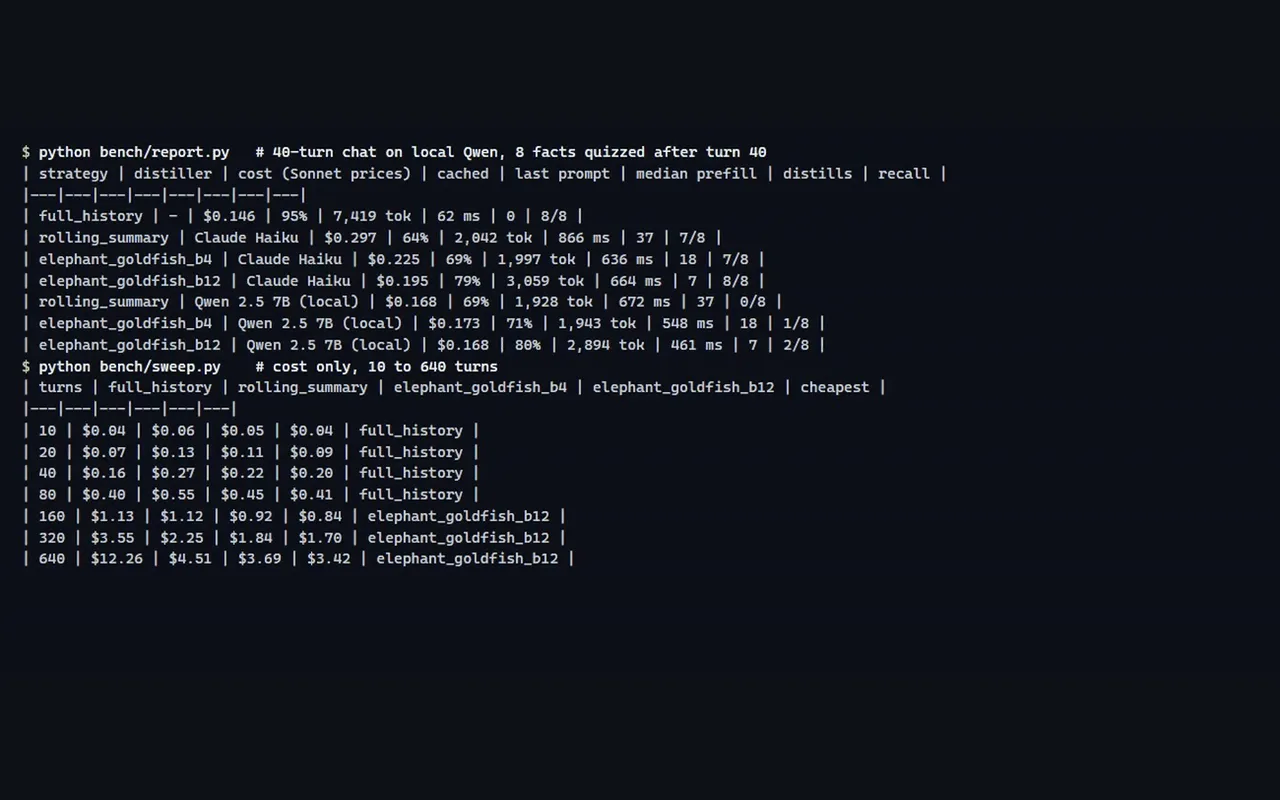 $ python bench/report.py   # 40-turn chat on local Qwen, 8 facts quizzed after turn 40
| strategy | distiller | cost (Sonnet prices) | cached | last prompt | median prefill | distills | recall |
|---|---|---|---|---|---|---|---|
| full_history | - | $0.146 | 95% | 7,419 tok | 62 ms | 0 | 8/8 |
| rolling_summary | Claude Haiku | $0.297 | 64% | 2,042 tok | 866 ms | 37 | 7/8 |
| elephant_goldfish_b4 | Claude Haiku | $0.225 | 69% | 1,997 tok | 636 ms | 18 | 7/8 |
| elephant_goldfish_b12 | Claude Haiku | $0.195 | 79% | 3,059 tok | 664 ms | 7 | 8/8 |
| rolling_summary | Qwen 2.5 7B (local) | $0.168 | 69% | 1,928 tok | 672 ms | 37 | 0/8 |
| elephant_goldfish_b4 | Qwen 2.5 7B (local) | $0.173 | 71% | 1,943 tok | 548 ms | 18 | 1/8 |
| elephant_goldfish_b12 | Qwen 2.5 7B (local) | $0.168 | 80% | 2,894 tok | 461 ms | 7 | 2/8 |
$ python bench/sweep.py    # cost only, 10 to 640 turns
| turns | full_history | rolling_summary | elephant_goldfish_b4 | elephant_goldfish_b12 | cheapest |
|---|---|---|---|---|---|
| 10 | $0.04 | $0.06 | $0.05 | $0.04 | full_history |
| 20 | $0.07 | $0.13 | $0.11 | $0.09 | full_history |
| 40 | $0.16 | $0.27 | $0.22 | $0.20 | full_history |
| 80 | $0.40 | $0.55 | $0.45 | $0.41 | full_history |
| 160 | $1.13 | $1.12 | $0.92 | $0.84 | elephant_goldfish_b12 |
| 320 | $3.55 | $2.25 | $1.84 | $1.70 | elephant_goldfish_b12 |
| 640 | $12.26 | $4.51 | $3.69 | $3.42 | elephant_goldfish_b12 |